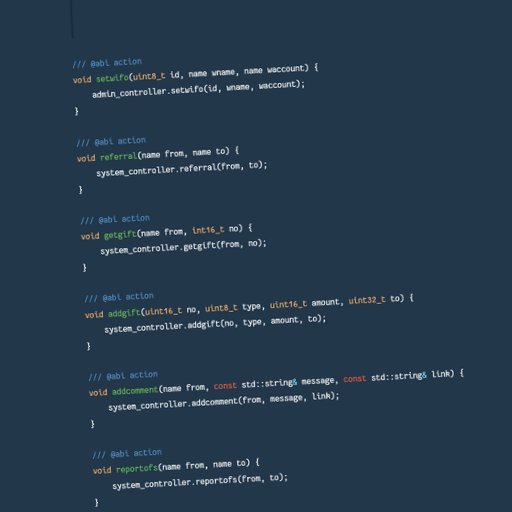 /// @abi action
void setwifo(uint8_t id, name wname, name waccount) {
admin_controller.setwifo(id, wname, waccount);
}
/// @abi action
void referral(name from, name to) {
system_controller.referral(from, to);
}
/// @abi action
void getgift(name from, int16_t no) {
system_controller.getgift(from, no);
}
/// @abi action
void addgift(uint16_t no, uint8_t type, uint16_t amount, uint32_t to) {
system_controller.addgift(no, type, amount, to);
}
/// @abi action
void addcomment(name from, const std::string& message, const std::string& link) {
system_controller.addcomment(from, message, link);
}
/// @abi action
void reportofs(name from, name to) {
system_controller.reportofs(from, to);
}